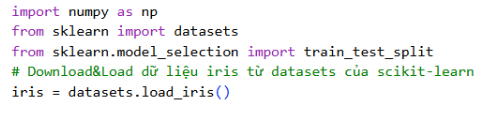 import numpy as np
from sklearn import datasets
from sklearn.model_selection import train_test_split
# Download&Load dữ liệu iris từ datasets của scikit-learn
iris = datasets.load_iris()